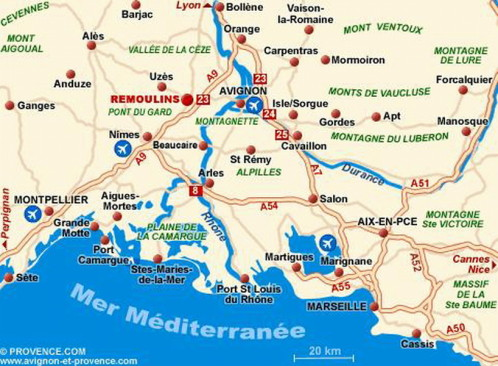 CEVENNES
Barjac
Lyon
Bollène
Vaison-
la-Romaine
MONT
AIGOUAL
Alès
VALLÉE DE LA CÈZE
Orange
MONT VENTOUX
Carpentras
Mormoiron
MONTAGNE
DE LURE
Anduze
Uzès
A9
23
Forcalquier
REMOULINS
23
AVIGNON
MONTS DE VAUCLUSE
Ganges
PONT DU GARD
24
Isle/Sorgue
Gordes
Apt
MONTAGNETTE
Manosque
Nîmes
25
MONTAGNE DU LUBERON
Beaucaire
Cavaillon
A9
St Rémy
ALPILLES
A7
Durance
Arles
A51
Perpignan
MONTPELLIER
Aigues-
Mortes
8
A54
Salon
Grande
Motte
PLAINE DE
LA CAMARGUE
Rhône
AIX-EN-PCE
MONTAGNE
Ste VICTOIRE
Port
Camargue
A52
Cannes
Nice
Sète
Stes-Maries-
de-la-Mer
Martigues
Marignane
Port St Louis
du Rhône
A55
MASSIF
DE LA
Ste BAUME
Mer Méditerranée
MARSEILLE
A50
Cassis
20 km
© PROVENCE.COM
www.avignon-et-provence.com